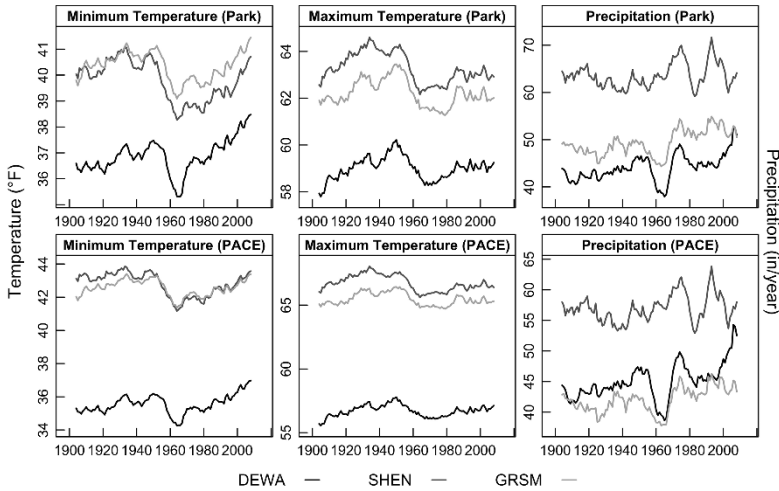 Minimum Temperature (Park)
Maximum Temperature (Park)
Precipitation (Park)
41
40
39
38
37
36
64
62
60
58
70
60
50
40
1900 1920 1940 1960 1980 2000
1900 1920 1940 1960 1980 2000
1900 1920 1940 1960 1980 2000
Temperature (°F)
Precipitation (in/year)
Minimum Temperature (PACE)
Maximum Temperature (PACE)
Precipitation (PACE)
44
42
40
38
36
34
65
60
55
65
60
55
50
45
40
1900 1920 1940 1960 1980 2000
1900 1920 1940 1960 1980 2000
1900 1920 1940 1960 1980 2000
DEWA SHEN GRSM